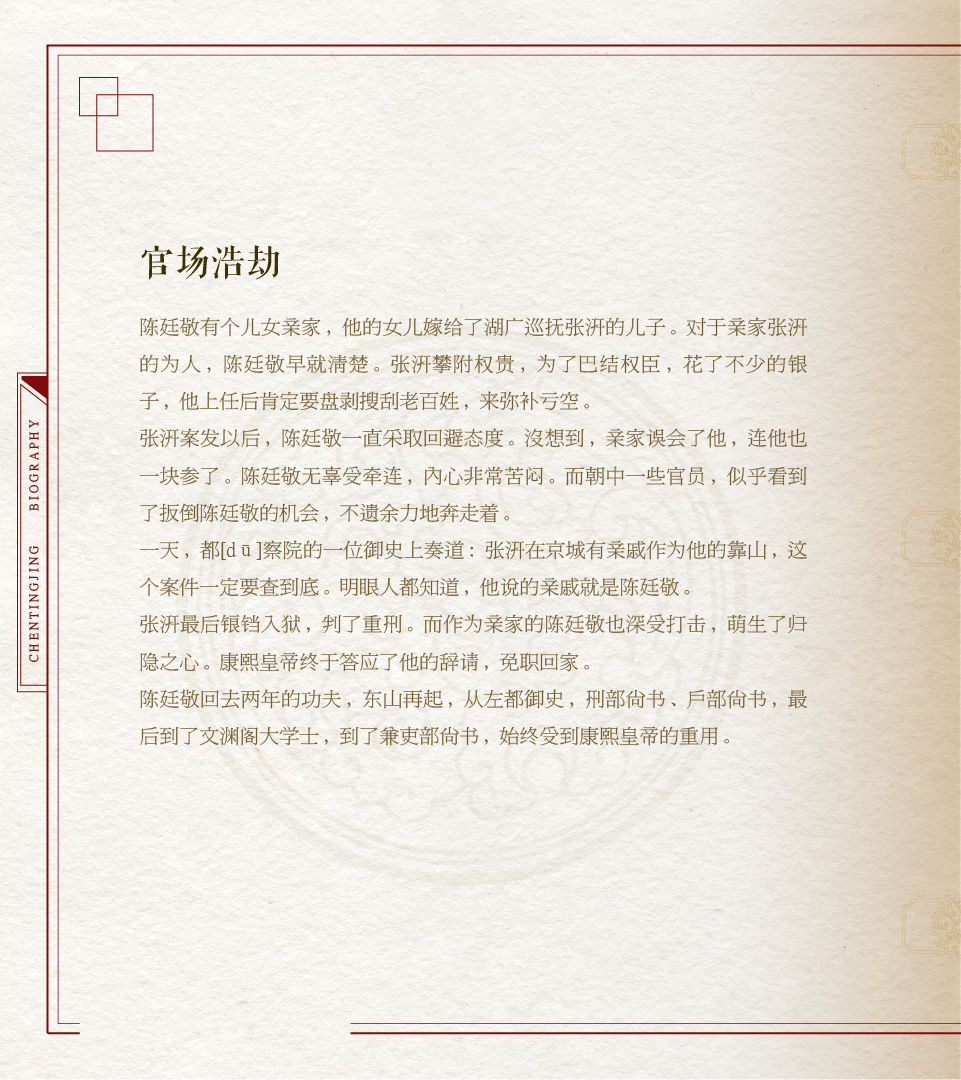 官场浩劫
陈廷敬有个儿女亲家，他的女儿嫁给了湖广巡抚张汧的儿子。对于亲家张汧
的为人，陈廷敬早就清楚。张汧攀附权贵，为了巴结权臣，花了不少的银
子，他上任后肯定要盘剥搜刮老百姓，来弥补亏空。
张汧案发以后，陈廷敬一直采取回避态度。没想到，亲家误会了他，连他也
一块参了。陈廷敬无辜受牵连，内心非常苦闷。而朝中一些官员，似乎看到
了扳倒陈廷敬的机会，不遗余力地奔走着。
一天，都[dū]察院的一位御史上奏道：张汧在京城有亲戚作为他的靠山，这
个案件一定要查到底。明眼人都知道，他说的亲戚就是陈廷敬。
张汧最后锒铛入狱，判了重刑。而作为亲家的陈廷敬也深受打击，萌生了归
隐之心。康熙皇帝终于答应了他的辞请，免职回家。
陈廷敬回去两年的功夫，东山再起，从左都御史，刑部尚书、户部尚书，最
后到了文渊阁大学士，到了兼吏部尚书，始终受到康熙皇帝的重用。
CHENTINGJING BIOGRAPHY